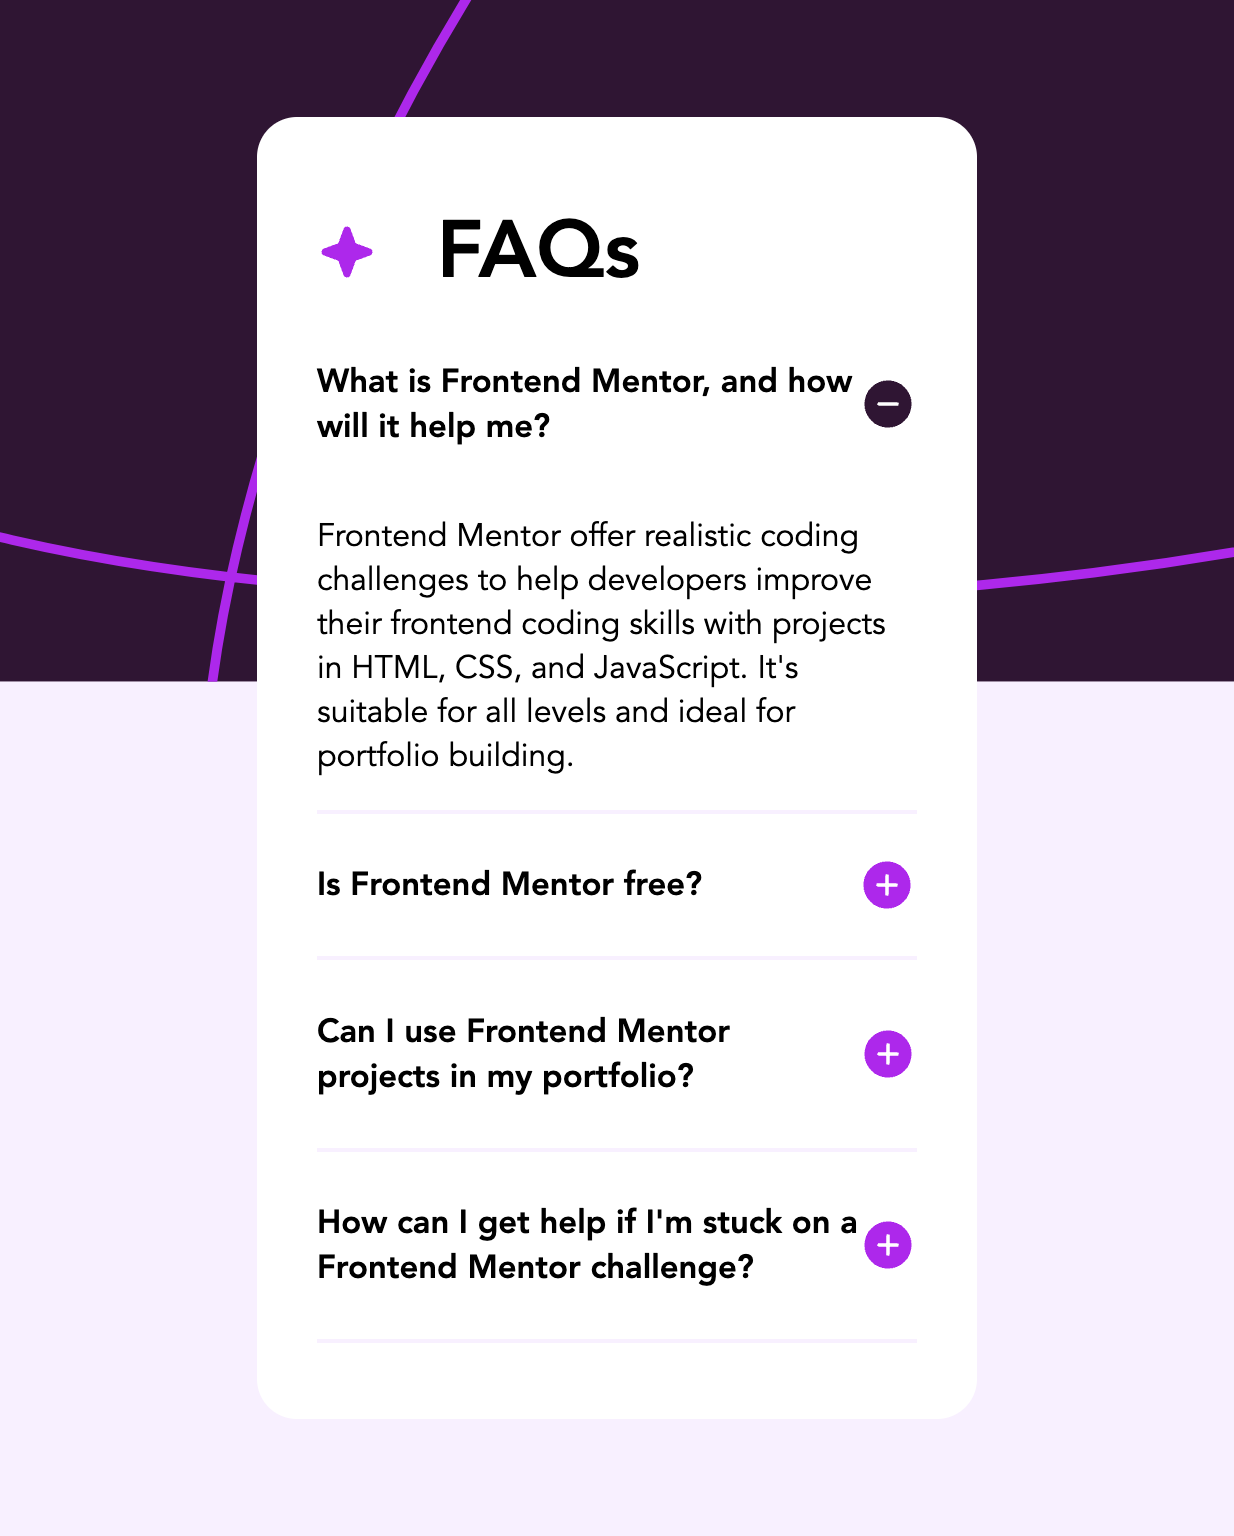 FAQs
What is Frontend Mentor, and how
will it help me?
Frontend Mentor offer realistic coding
challenges to help developers improve
their frontend coding skills with projects
in HTML, CSS, and JavaScript. It's
suitable for all levels and ideal for
portfolio building.
Is Frontend Mentor free?
Can I use Frontend Mentor
projects in my portfolio?
How can I get help if I'm stuck on a
Frontend Mentor challenge?